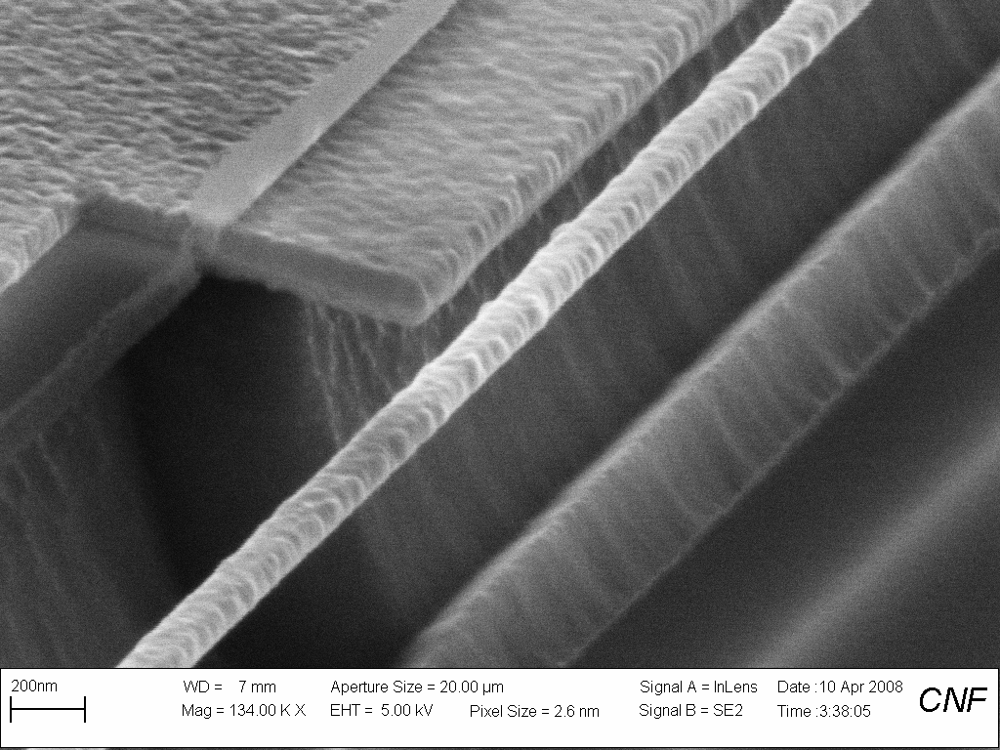 200nm WD = 7 mm Aperture Size = 20.00 µm Signal A = InLens Date :10 Apr 2008
Mag = 134.00 K X EHT = 5.00 kV Pixel Size = 2.6 nm Signal B = SE2 Time :3:38:05
CNF